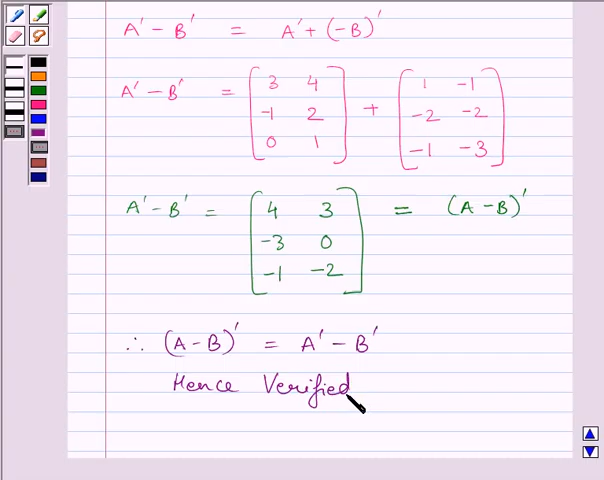 A' - B' = A' + (-B)'
A' - B' = [3 4 -1 2 0 1] + [1 -1 -2 -2 -1 -3]
A' - B' = [4 3 -3 0 -1 -2] = (A - B)'
∴ (A - B)' = A' - B'
Hence Verified